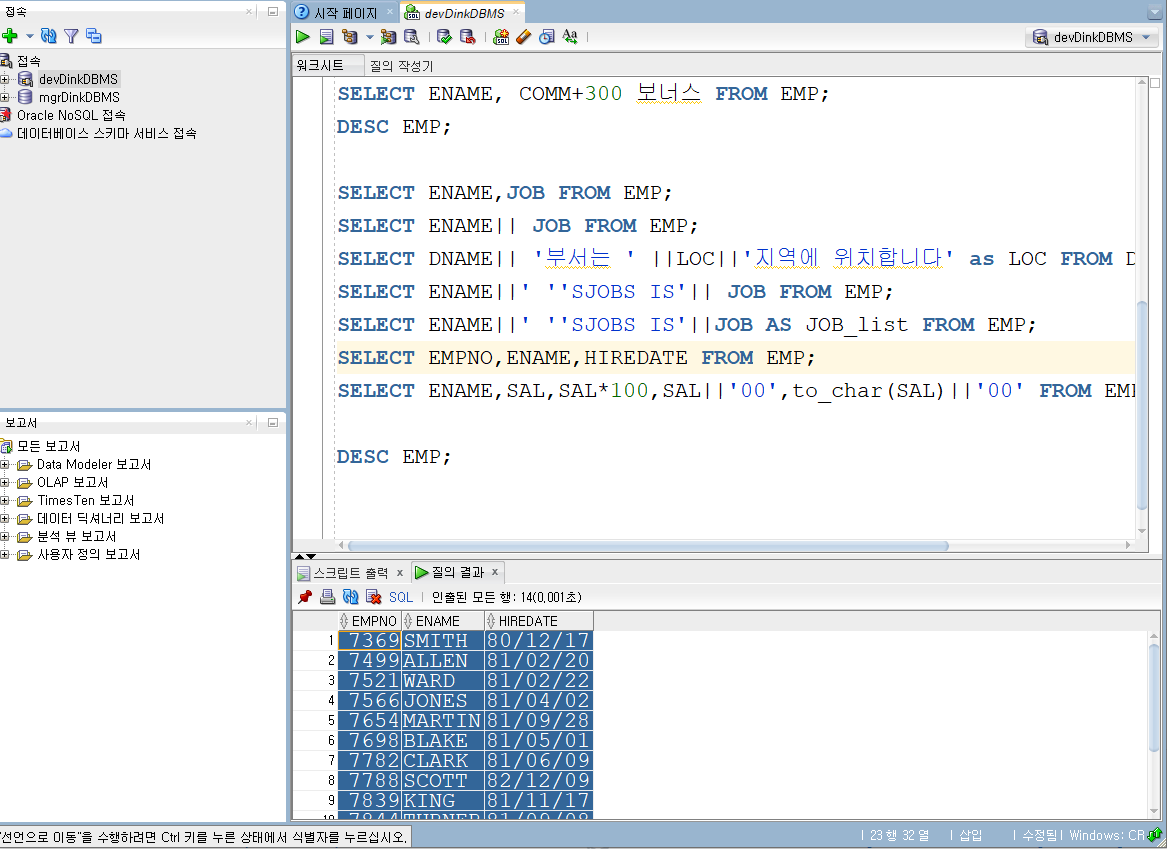 접속
접속
devDinkDBMS
mgrDinkDBMS
Oracle NoSQL 접속
데이터베이스 스키마 서비스 접속
보고서
모든 보고서
Data Modeler 보고서
OLAP 보고서
TimesTen 보고서
데이터 딕셔너리 보고서
분석 뷰 보고서
사용자 정의 보고서
시작 페이지
devDinkDBMS
devDinkDBMS
워크시트 질의 작성기
SELECT ENAME, COMM+300 보너스 FROM EMP;
DESC EMP;
SELECT ENAME,JOB FROM EMP;
SELECT ENAME|| JOB FROM EMP;
SELECT DNAME|| '부서는 ' ||LOC||'지역에 위치합니다' as LOC FROM D
SELECT ENAME||' ''SJOBS IS'|| JOB FROM EMP;
SELECT ENAME||' ''SJOBS IS'||JOB AS JOB_list FROM EMP;
SELECT EMPNO,ENAME,HIREDATE FROM EMP;
SELECT ENAME,SAL,SAL*100,SAL||'00',to_char(SAL)||'00' FROM EMP
DESC EMP;
스크립트 출력 x 질의 결과 x
SQL | 인출된 모든 행: 14(0,001초)
EMPNO ENAME HIREDATE
1 7369 SMITH 80/12/17
2 7499 ALLEN 81/02/20
3 7521 WARD 81/02/22
4 7566 JONES 81/04/02
5 7654 MARTIN 81/09/28
6 7698 BLAKE 81/05/01
7 7782 CLARK 81/06/09
8 7788 SCOTT 82/12/09
9 7839 KING 81/11/17
10 7844 TURNER 81/09/08
"선언으로 이동"을 수행하려면 Ctrl 키를 누른 상태에서 식별자를 누르십시오.
| 23 행 32 열 | 삽입 | 수정됨 | Windows: CR